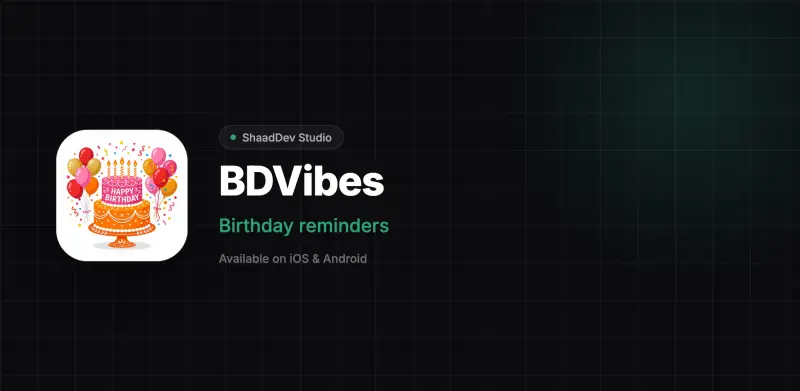 ShaadDev Studio
BDVibes
Birthday reminders
Available on iOS & Android
HAPPY
BIRTHDAY